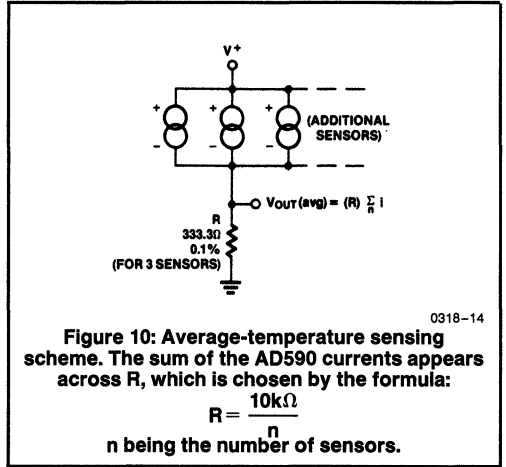 V+
+ + +
(ADDITIONAL
SENSORS)
− − −
VOUT (avg) = (R) Σ i
n
R
333.3Ω
0.1%
(FOR 3 SENSORS)
0318-14
Figure 10: Average-temperature sensing
scheme. The sum of the AD590 currents appears
across R, which is chosen by the formula:
R = 10kΩ
n
n being the number of sensors.